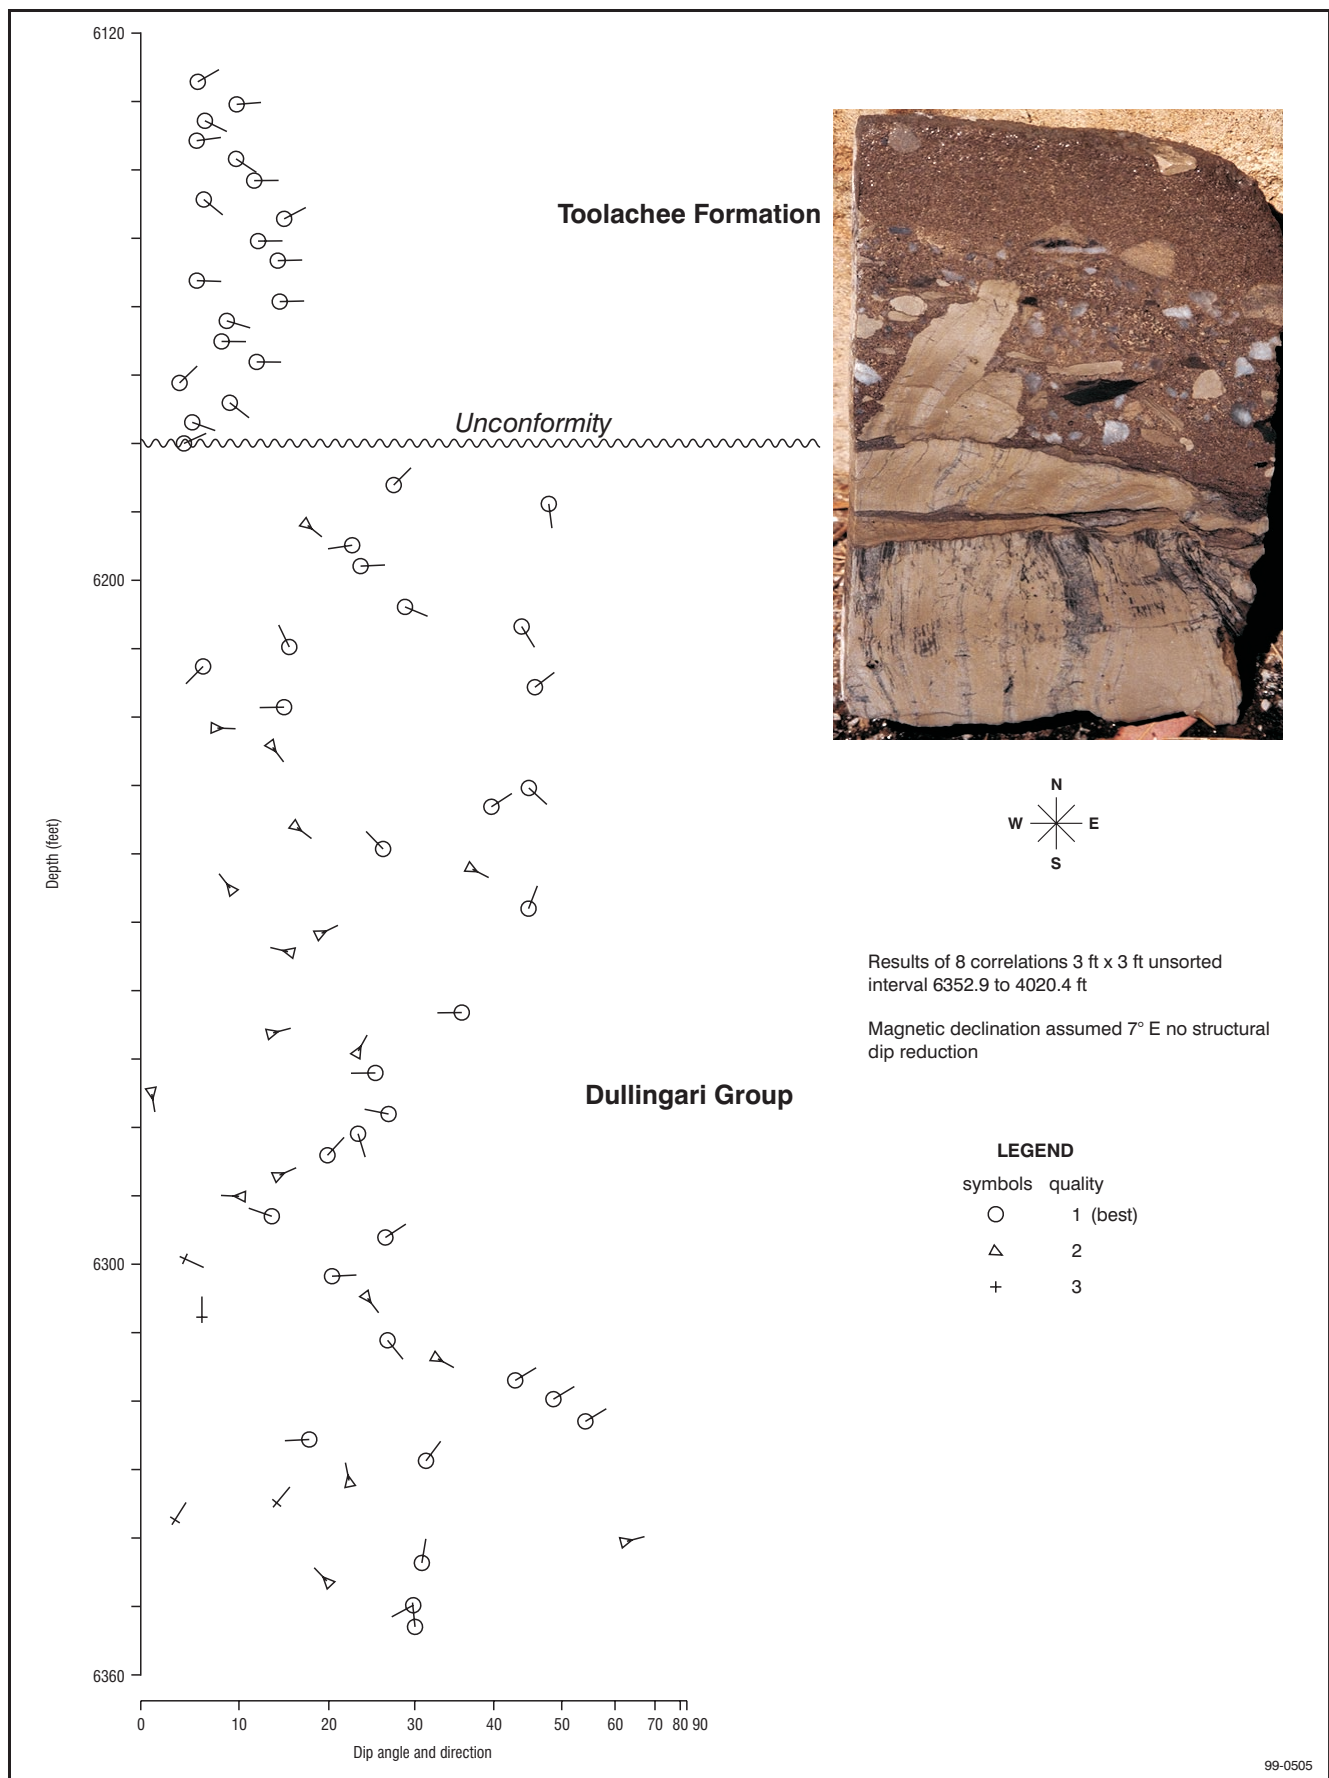 6120
Toolachee Formation
Unconformity
6200
N
W E
S
Depth (feet)
Results of 8 correlations 3 ft x 3 ft unsorted
interval 6352.9 to 4020.4 ft
Magnetic declination assumed 7° E no structural
dip reduction
Dullingari Group
LEGEND
symbols quality
1 (best)
2
3
6300
6360
0 10 20 30 40 50 60 70 80 90
Dip angle and direction
99-0505